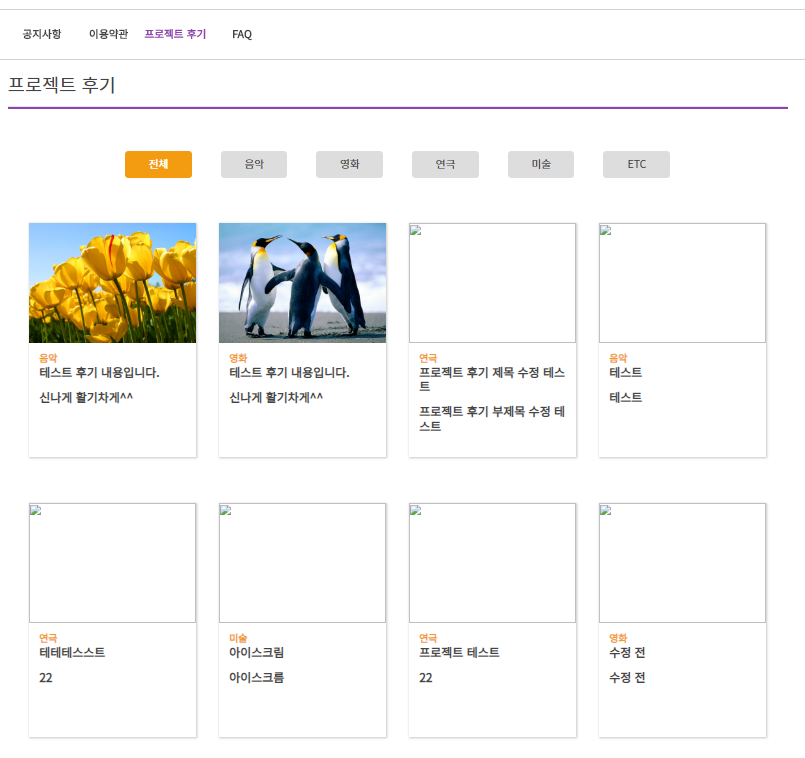 공지사항 이용약관 프로젝트 후기 FAQ
프로젝트 후기
전체 음악 영화 연극 미술 ETC
음악
테스트 후기 내용입니다.
신나게 활기차게^^
영화
테스트 후기 내용입니다.
신나게 활기차게^^
연극
프로젝트 후기 제목 수정 테스
트
프로젝트 후기 부제목 수정 테
스트
음악
테스트
테스트
연극
테테테스스트
22
미술
아이스크림
아이스크롬
연극
프로젝트 테스트
22
영화
수정 전
수정 전